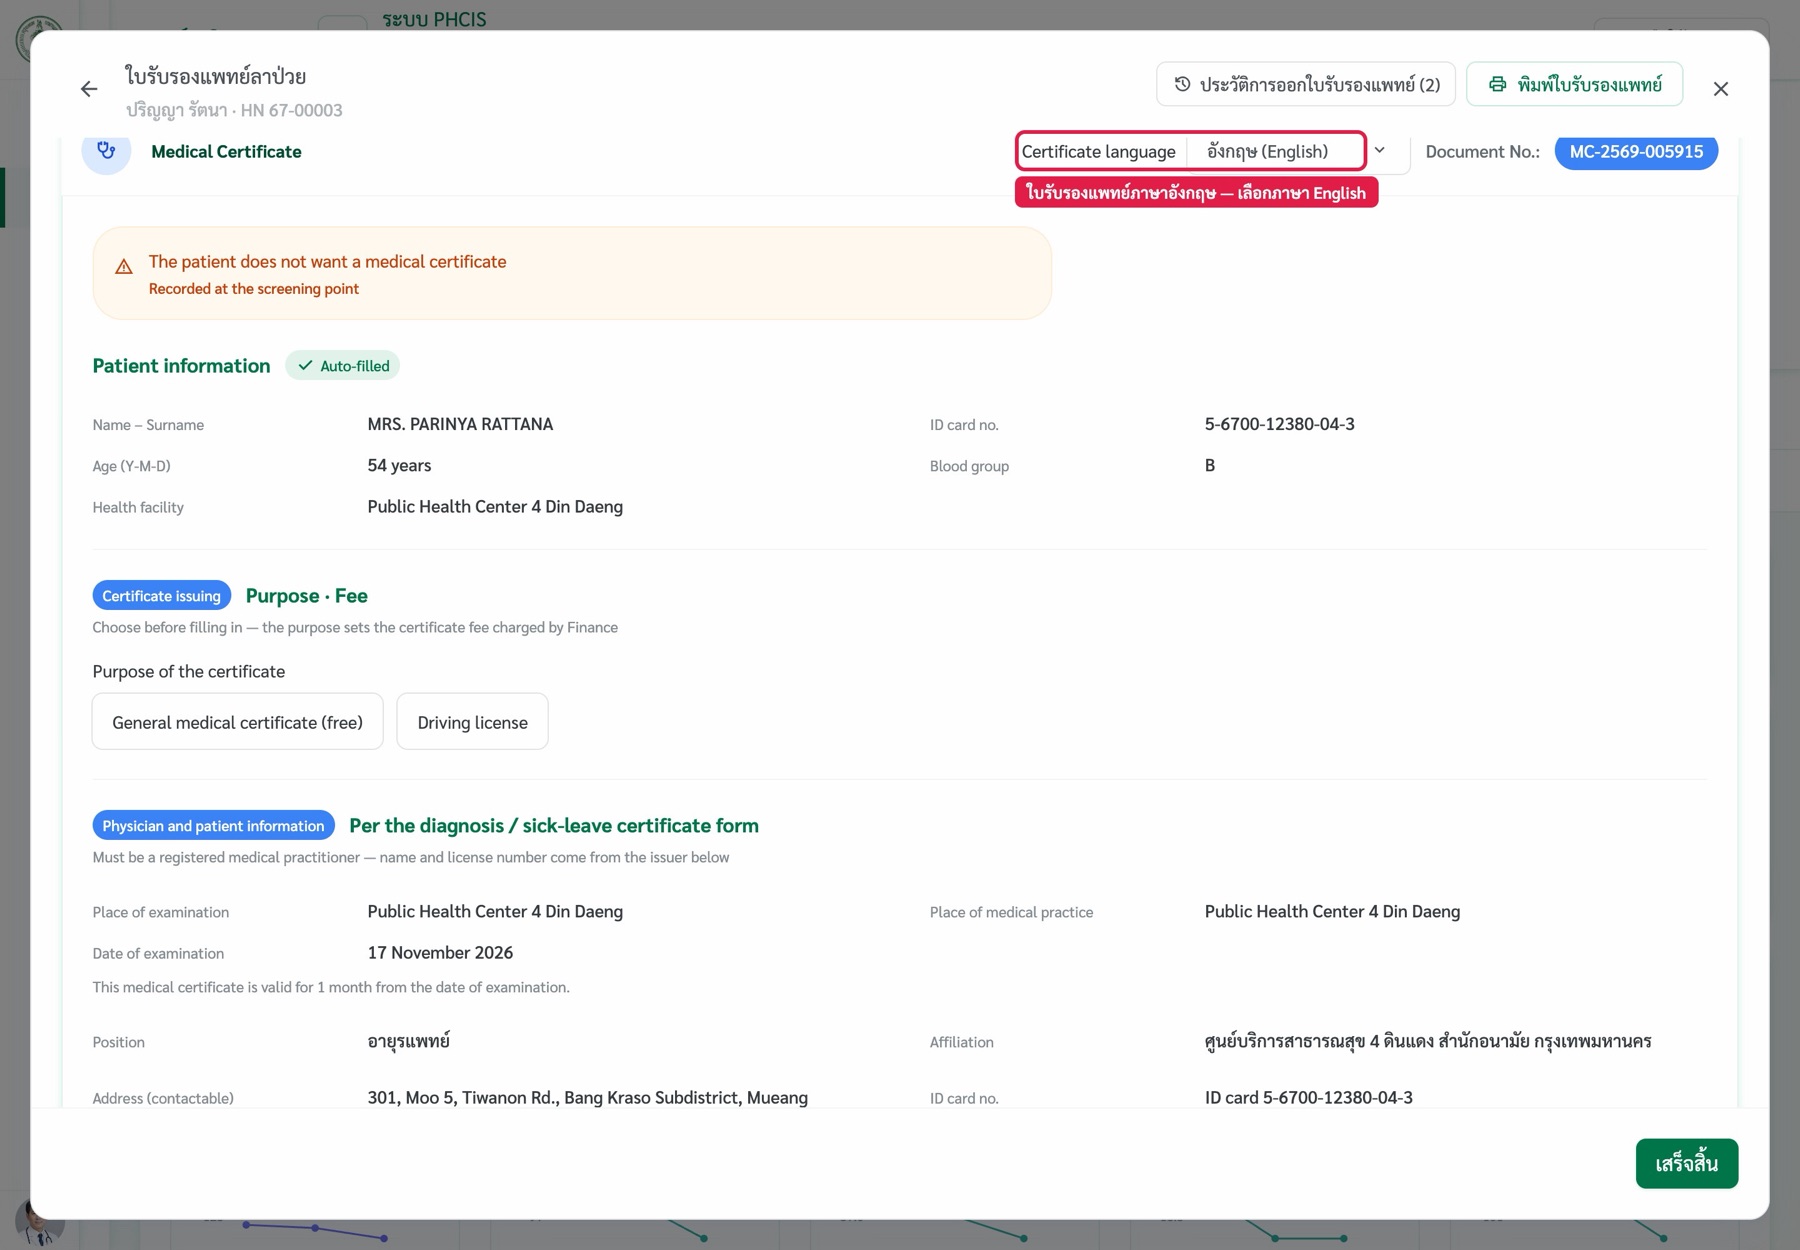 ระบบ PHCIS
ใบรับรองแพทย์ลาป่วย
ปริญญา รัตนา · HN 67-00003
ประวัติการออกใบรับรองแพทย์ (2)
พิมพ์ใบรับรองแพทย์
Medical Certificate
Certificate language
อังกฤษ (English)
Document No.:
MC-2569-005915
ใบรับรองแพทย์ภาษาอังกฤษ — เลือกภาษา English
The patient does not want a medical certificate
Recorded at the screening point
Patient information
Auto-filled
Name – Surname
MRS. PARINYA RATTANA
ID card no.
5-6700-12380-04-3
Age (Y-M-D)
54 years
Blood group
B
Health facility
Public Health Center 4 Din Daeng
Certificate issuing
Purpose · Fee
Choose before filling in — the purpose sets the certificate fee charged by Finance
Purpose of the certificate
General medical certificate (free)
Driving license
Physician and patient information
Per the diagnosis / sick-leave certificate form
Must be a registered medical practitioner — name and license number come from the issuer below
Place of examination
Public Health Center 4 Din Daeng
Place of medical practice
Public Health Center 4 Din Daeng
Date of examination
17 November 2026
This medical certificate is valid for 1 month from the date of examination.
Position
อายุรแพทย์
Affiliation
ศูนย์บริการสาธารณสุข 4 ดินแดง สำนักอนามัย กรุงเทพมหานคร
Address (contactable)
301, Moo 5, Tiwanon Rd., Bang Kraso Subdistrict, Mueang
ID card no.
ID card 5-6700-12380-04-3
เสร็จสิ้น